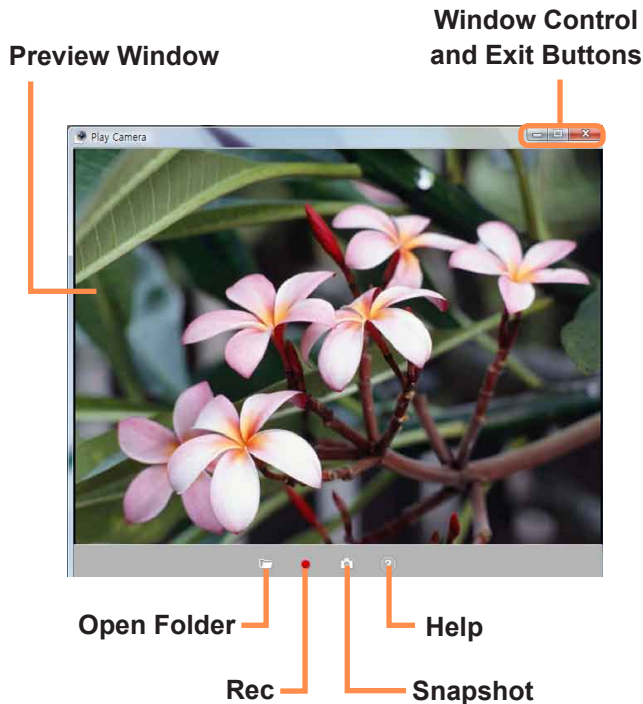 Window Control
and Exit Buttons
Preview Window
Play Camera
Open Folder
Help
Rec
Snapshot